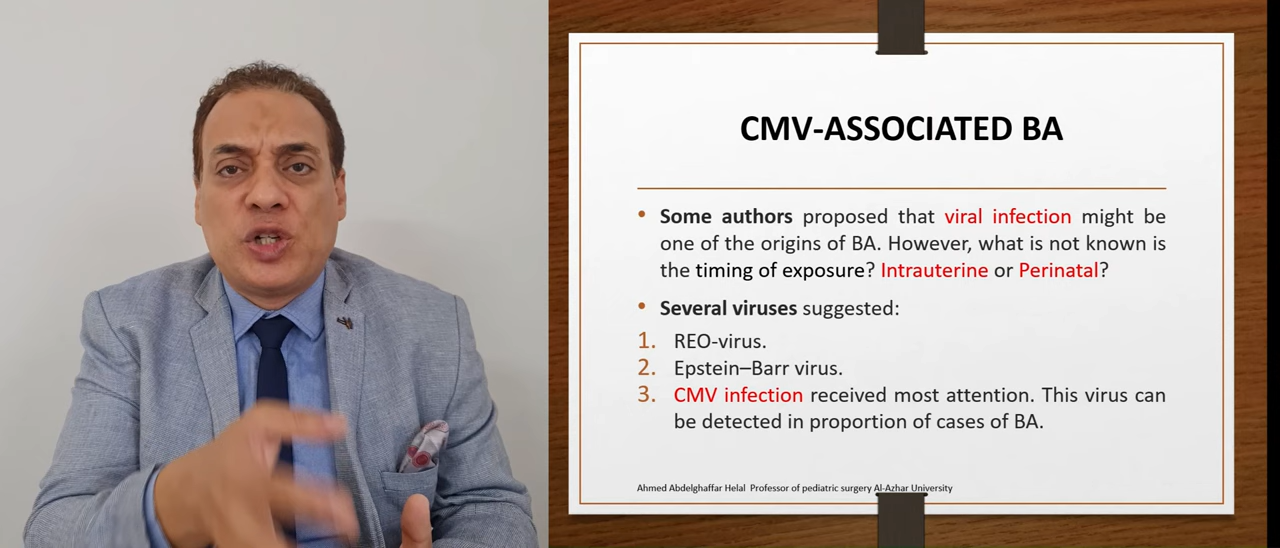 CMV-ASSOCIATED BA
• Some authors proposed that viral infection might be
one of the origins of BA. However, what is not known is
the timing of exposure? Intrauterine or Perinatal?
• Several viruses suggested:
1. REO-virus.
2. Epstein–Barr virus.
3. CMV infection received most attention. This virus can
be detected in proportion of cases of BA.
Ahmed Abdelghaffar Helal Professor of pediatric surgery Al-Azhar University